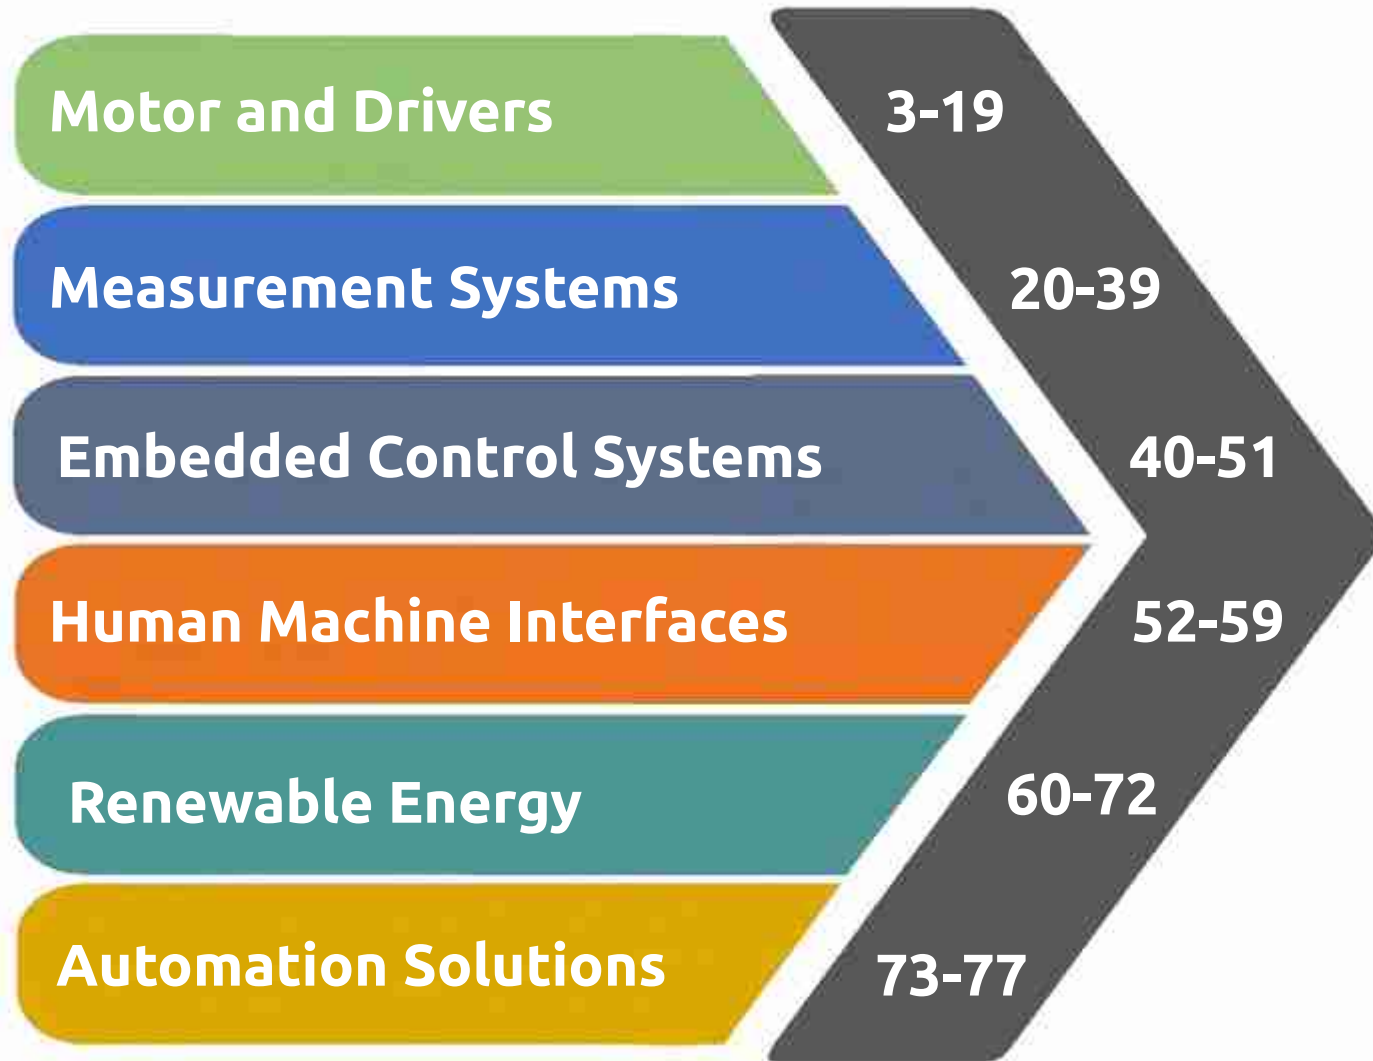 Motor and Drivers 3-19
Measurement Systems 20-39
Embedded Control Systems 40-51
Human Machine Interfaces 52-59
Renewable Energy 60-72
Automation Solutions 73-77